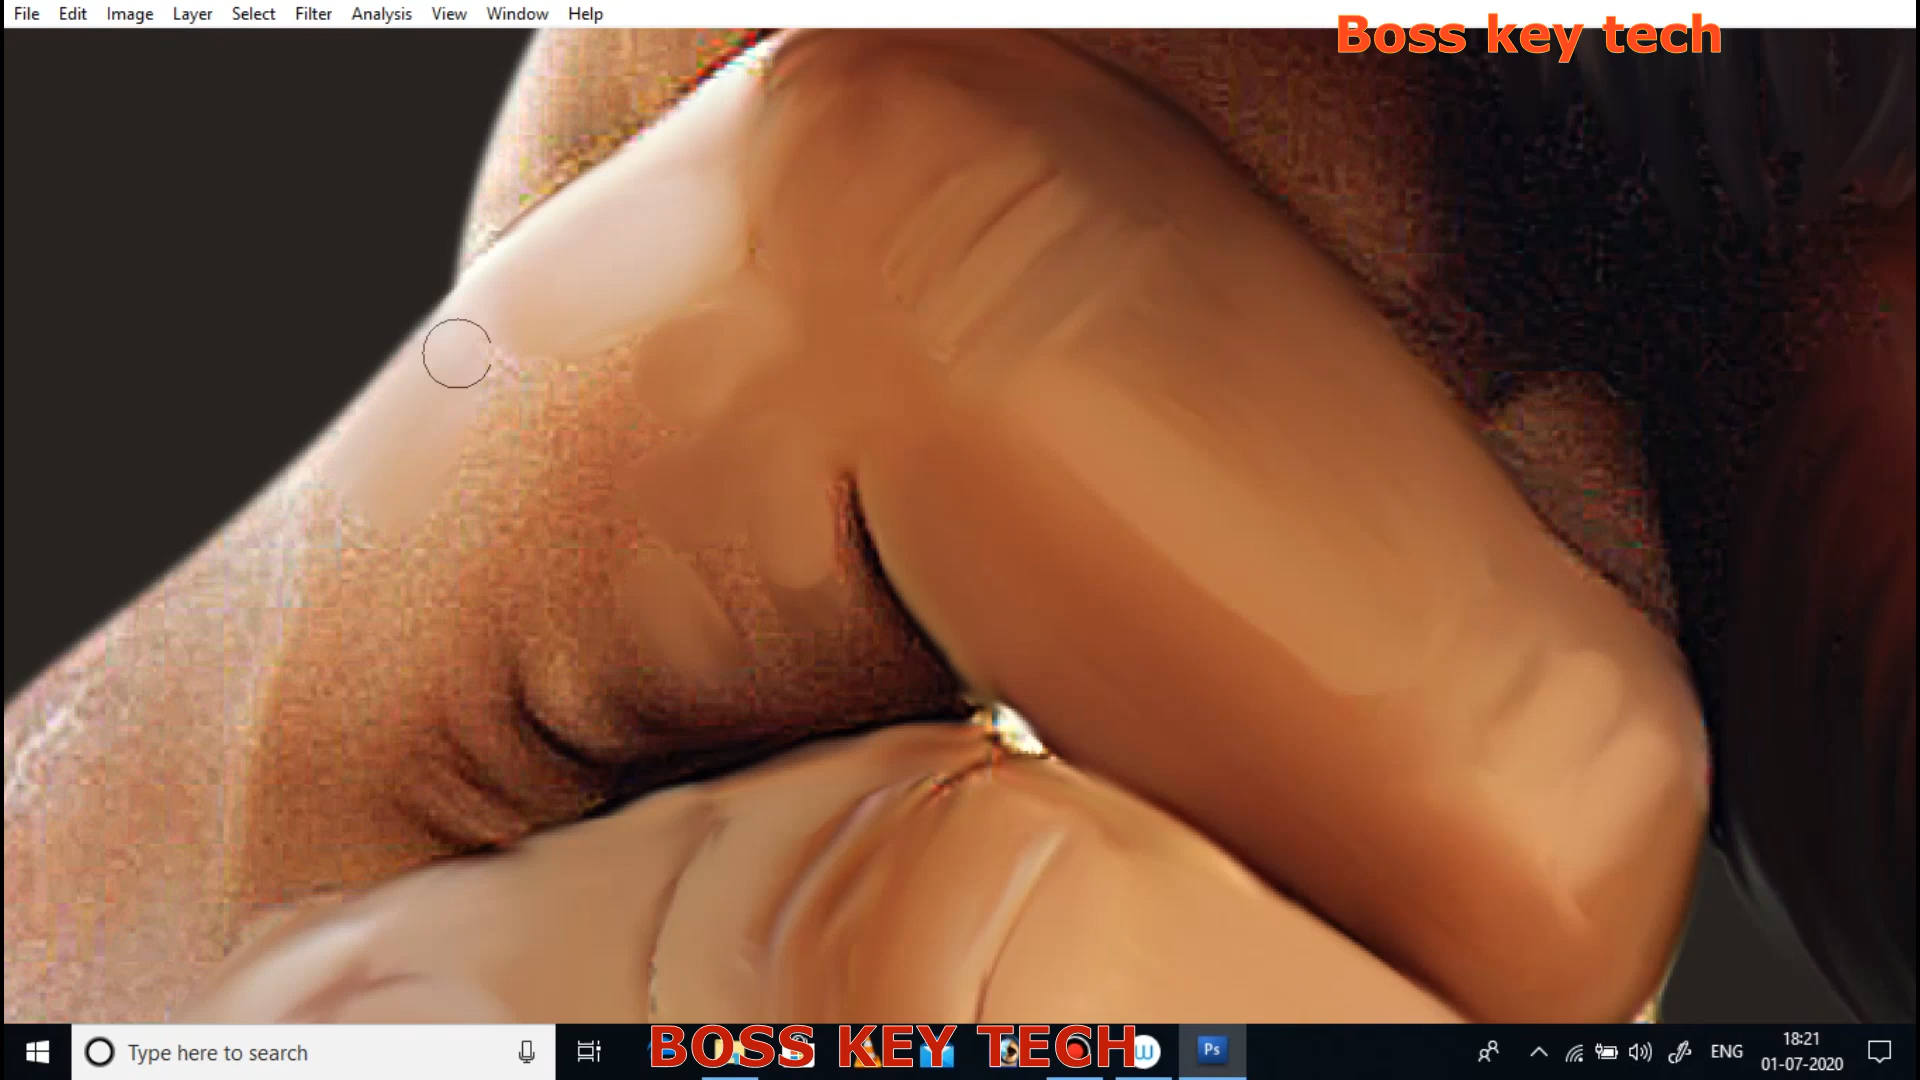 File Edit Image Layer Select Filter Analysis View Window Help
Boss key tech
Type here to search
BOSS KEY TECH
Ps
ENG
18:21
01-07-2020